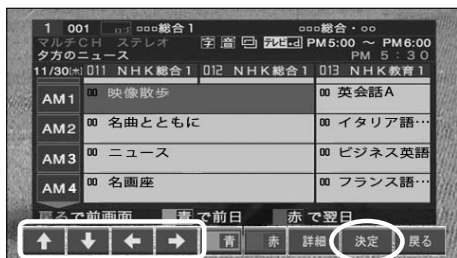 1 001 □□□総合1 □□□総合・○○
マルチCH ステレオ 字 音 テレビ-d PM5:00 ～ PM6:00
夕方のニュース PM 5:30
11/30(木) 011 NHK総合1 012 NHK総合1 013 NHK教育1
AM1 00 映像散歩 00 英会話A
AM2 00 名曲とともに 00 イタリア語…
AM3 00 ニュース 00 ビジネス英語
AM4 00 名画座 00 フランス語…
戻るで前画面 青で前日 赤で翌日
↑ ↓ ← → 青 赤 詳細 決定 戻る